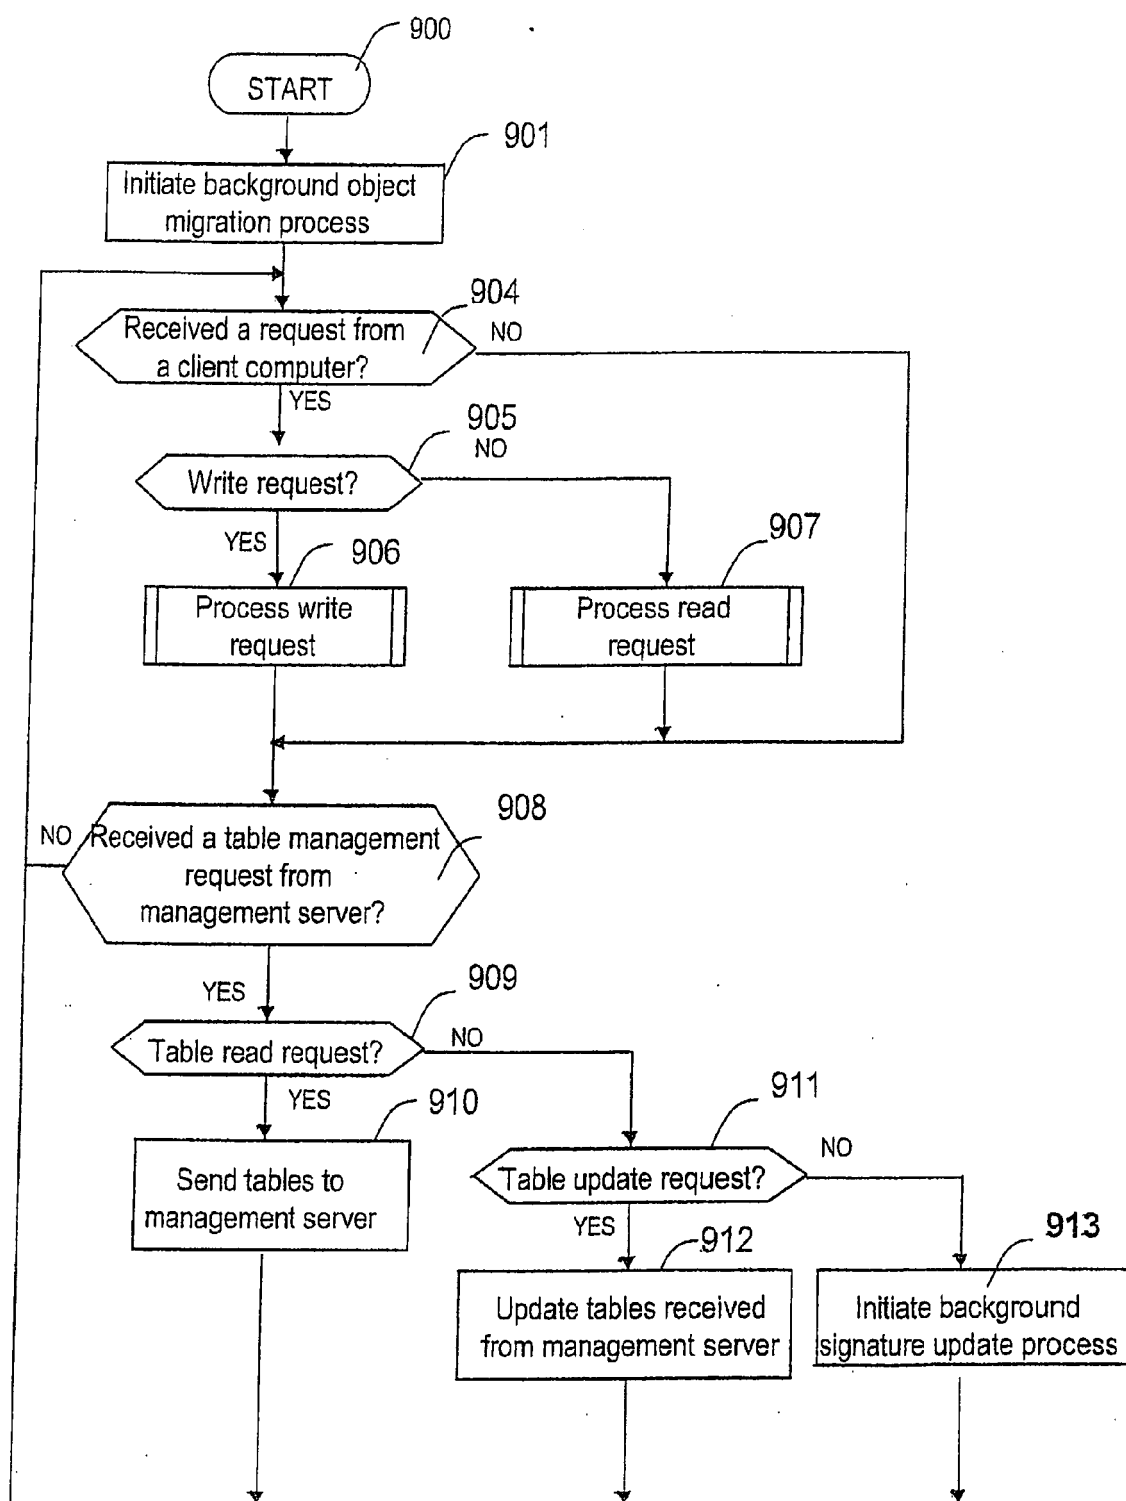 900
START
901
Initiate background object
migration process
904
Received a request from
a client computer?
NO
YES
905
NO
Write request?
YES
906
907
Process write
request
Process read
request
908
NO
Received a table management
request from
management server?
YES
909
NO
Table read request?
YES
910
911
NO
Send tables to
management server
Table update request?
YES
912
913
Update tables received
from management server
Initiate background
signature update process